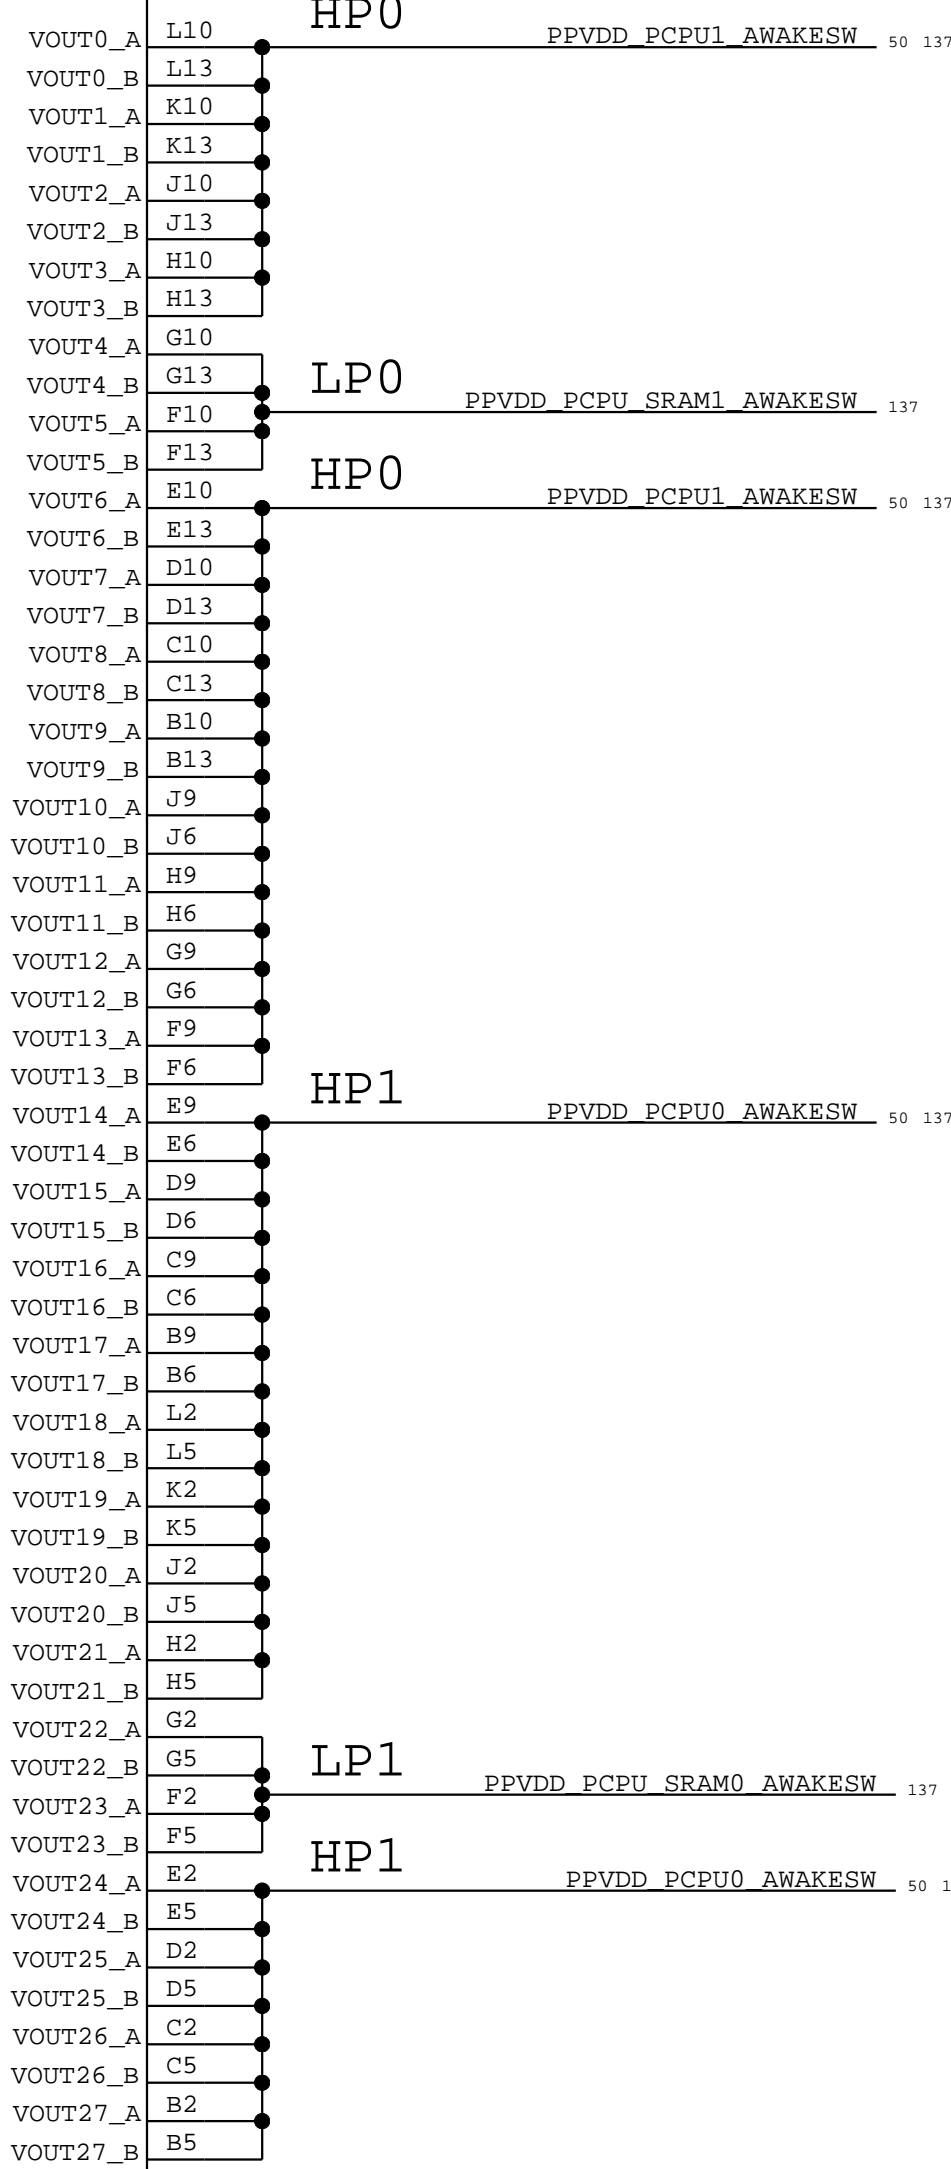 HP0
VOUT0_A L10 PPVDD_PCPU1_AWAKESW 50 137
VOUT0_B L13
VOUT1_A K10
VOUT1_B K13
VOUT2_A J10
VOUT2_B J13
VOUT3_A H10
VOUT3_B H13
VOUT4_A G10
LP0
VOUT4_B G13
PPVDD_PCPU_SRAM1_AWAKESW 137
VOUT5_A F10
VOUT5_B F13
HP0
VOUT6_A E10 PPVDD_PCPU1_AWAKESW 50 137
VOUT6_B E13
VOUT7_A D10
VOUT7_B D13
VOUT8_A C10
VOUT8_B C13
VOUT9_A B10
VOUT9_B B13
VOUT10_A J9
VOUT10_B J6
VOUT11_A H9
VOUT11_B H6
VOUT12_A G9
VOUT12_B G6
VOUT13_A F9
VOUT13_B F6
HP1
VOUT14_A E9 PPVDD_PCPU0_AWAKESW 50 137
VOUT14_B E6
VOUT15_A D9
VOUT15_B D6
VOUT16_A C9
VOUT16_B C6
VOUT17_A B9
VOUT17_B B6
VOUT18_A L2
VOUT18_B L5
VOUT19_A K2
VOUT19_B K5
VOUT20_A J2
VOUT20_B J5
VOUT21_A H2
VOUT21_B H5
VOUT22_A G2
LP1
VOUT22_B G5
PPVDD_PCPU_SRAM0_AWAKESW 137
VOUT23_A F2
VOUT23_B F5
HP1
VOUT24_A E2 PPVDD_PCPU0_AWAKESW 50 1
VOUT24_B E5
VOUT25_A D2
VOUT25_B D5
VOUT26_A C2
VOUT26_B C5
VOUT27_A B2
VOUT27_B B5